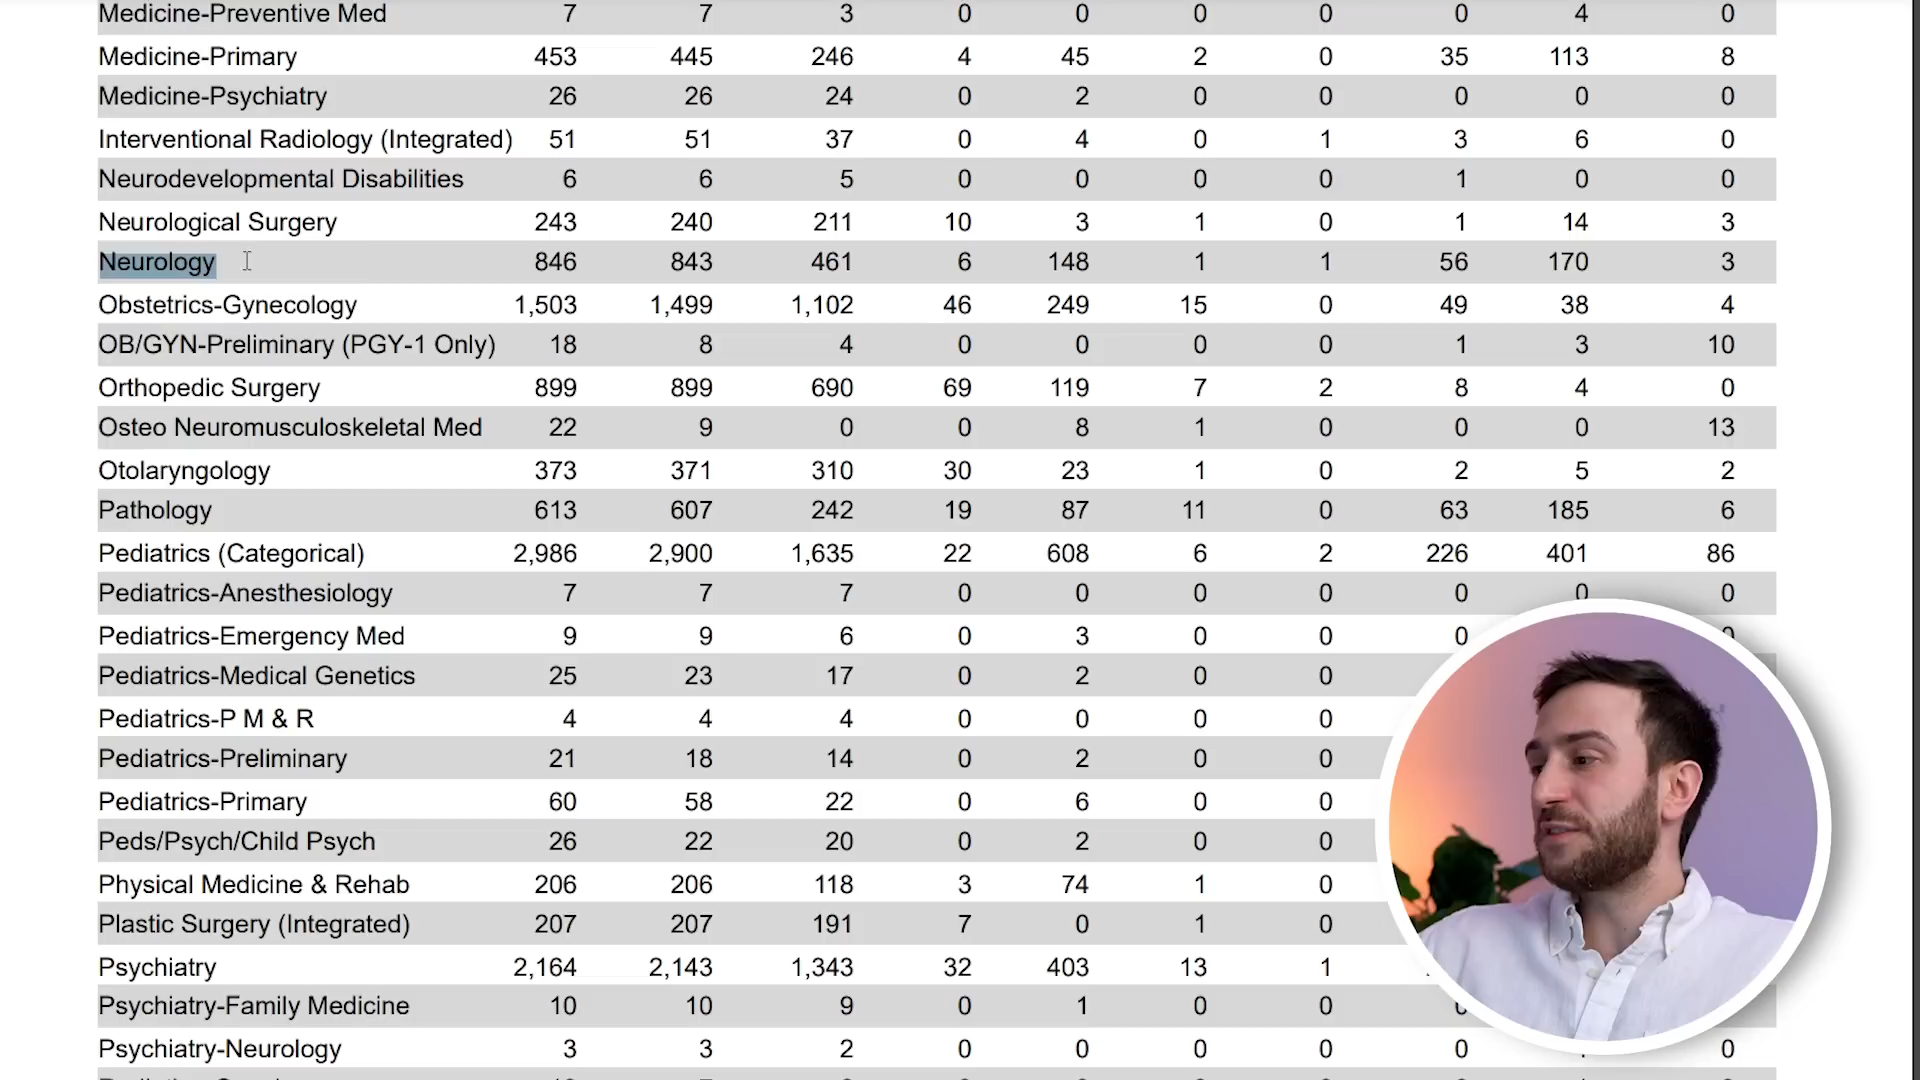 Medicine-Preventive Med 7 7 3 0 0 0 0 0 4 0
Medicine-Primary 453 445 246 4 45 2 0 35 113 8
Medicine-Psychiatry 26 26 24 0 2 0 0 0 0 0
Interventional Radiology (Integrated) 51 51 37 0 4 0 1 3 6 0
Neurodevelopmental Disabilities 6 6 5 0 0 0 0 1 0 0
Neurological Surgery 243 240 211 10 3 1 0 1 14 3
Neurology 846 843 461 6 148 1 1 56 170 3
Obstetrics-Gynecology 1,503 1,499 1,102 46 249 15 0 49 38 4
OB/GYN-Preliminary (PGY-1 Only) 18 8 4 0 0 0 0 1 3 10
Orthopedic Surgery 899 899 690 69 119 7 2 8 4 0
Osteo Neuromusculoskeletal Med 22 9 0 0 8 1 0 0 0 13
Otolaryngology 373 371 310 30 23 1 0 2 5 2
Pathology 613 607 242 19 87 11 0 63 185 6
Pediatrics (Categorical) 2,986 2,900 1,635 22 608 6 2 226 401 86
Pediatrics-Anesthesiology 7 7 7 0 0 0 0 0 0 0
Pediatrics-Emergency Med 9 9 6 0 3 0 0 0 0
Pediatrics-Medical Genetics 25 23 17 0 2 0 0
Pediatrics-P M & R 4 4 4 0 0 0 0
Pediatrics-Preliminary 21 18 14 0 2 0 0
Pediatrics-Primary 60 58 22 0 6 0 0
Peds/Psych/Child Psych 26 22 20 0 2 0 0
Physical Medicine & Rehab 206 206 118 3 74 1 0
Plastic Surgery (Integrated) 207 207 191 7 0 1 0
Psychiatry 2,164 2,143 1,343 32 403 13 1
Psychiatry-Family Medicine 10 10 9 0 1 0 0
Psychiatry-Neurology 3 3 2 0 0 0 0 0 0